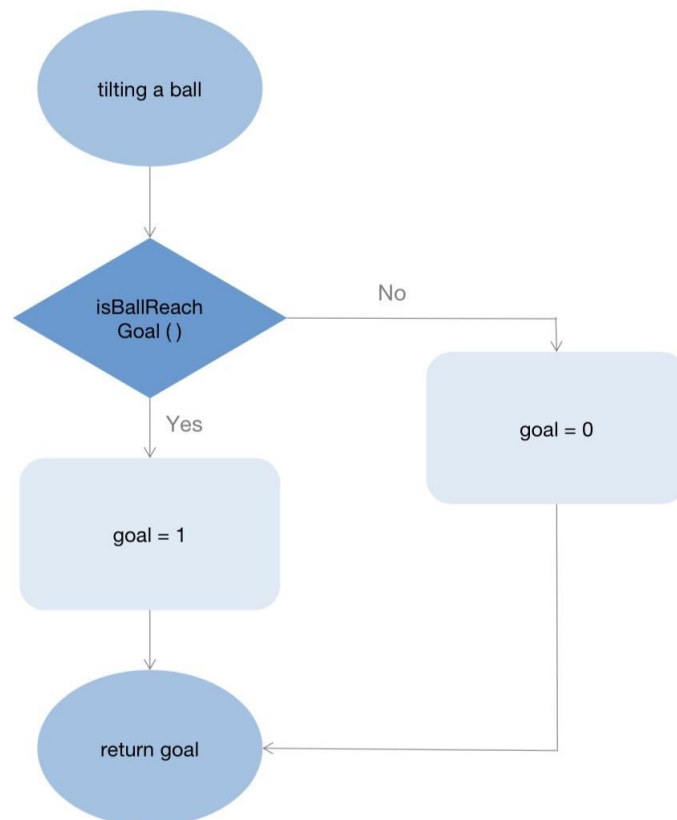 tilting a ball
isBallReach
Goal ( )
No
Yes
goal = 0
goal = 1
return goal